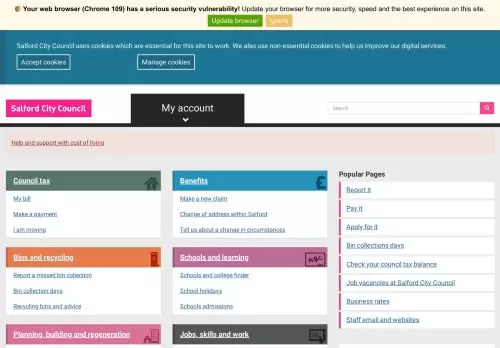 Your web browser (Chrome 109) has a serious security vulnerability! Update your browser for more security, speed and the best experience on this site.
Update browser Ignore
Salford City Council uses cookies which are essential for this site to work. We also use non-essential cookies to help us improve our digital services.
Accept cookies Manage cookies
Salford City Council
My account
Search
Help and support with cost of living
Council tax
My bill
Make a payment
I am moving
Benefits
£
Make a new claim
Change of address within Salford
Tell us about a change in circumstances
Bins and recycling
Report a missed bin collection
Bin collection days
Recycling bins and advice
Schools and learning
ABC
Schools and college finder
School holidays
Schools admissions
Planning, building and regeneration
Jobs, skills and work
Popular Pages
Report it
Pay it
Apply for it
Bin collections days
Check your council tax balance
Job vacancies at Salford City Council
Business rates
Staff email and websites